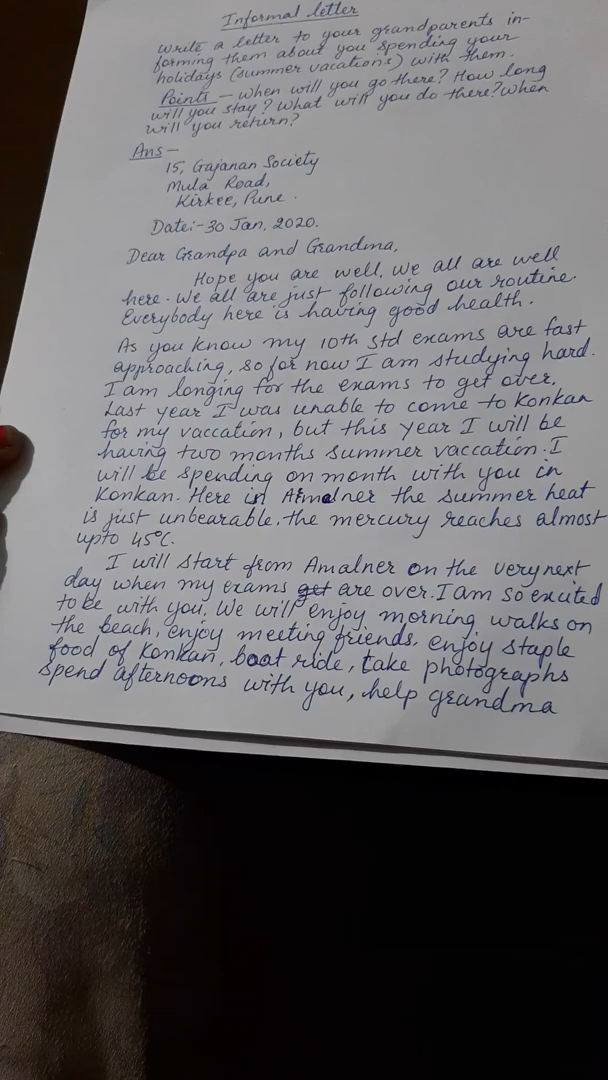 Informal letter
Write a letter to your grandparents in-
forming them about you spending your
holidays (summer vacations) with them.
Points - when will you go there? How long
will you stay? What will you do there? when
will you return?
Ans -
15, Gajanan Society
Mula Road,
Kirkee, Pune.
Date:- 30 Jan, 2020.
Dear Grandpa and Grandma,
Hope you are well. We all are well
here. We all are just following our routine.
Everybody here is having good health.
As you know my 10th std exams are fast
approaching, so for now I am studying hard.
I am longing for the exams to get over.
Last year I was unable to come to Konkan
for my vaccation, but this year I will be
having two months summer vaccation. I
will be spending on month with you in
Konkan. Here in Amalner the summer heat
is just unbearable. the mercury reaches almost
upto 45°C.
I will start from Amalner on the very next
day when my exams get are over. I am so excited
to be with you. We will enjoy morning walks on
the beach, enjoy meeting friends, enjoy staple
food of Konkan, boat ride, take photographs
spend afternoons with you, help grandma